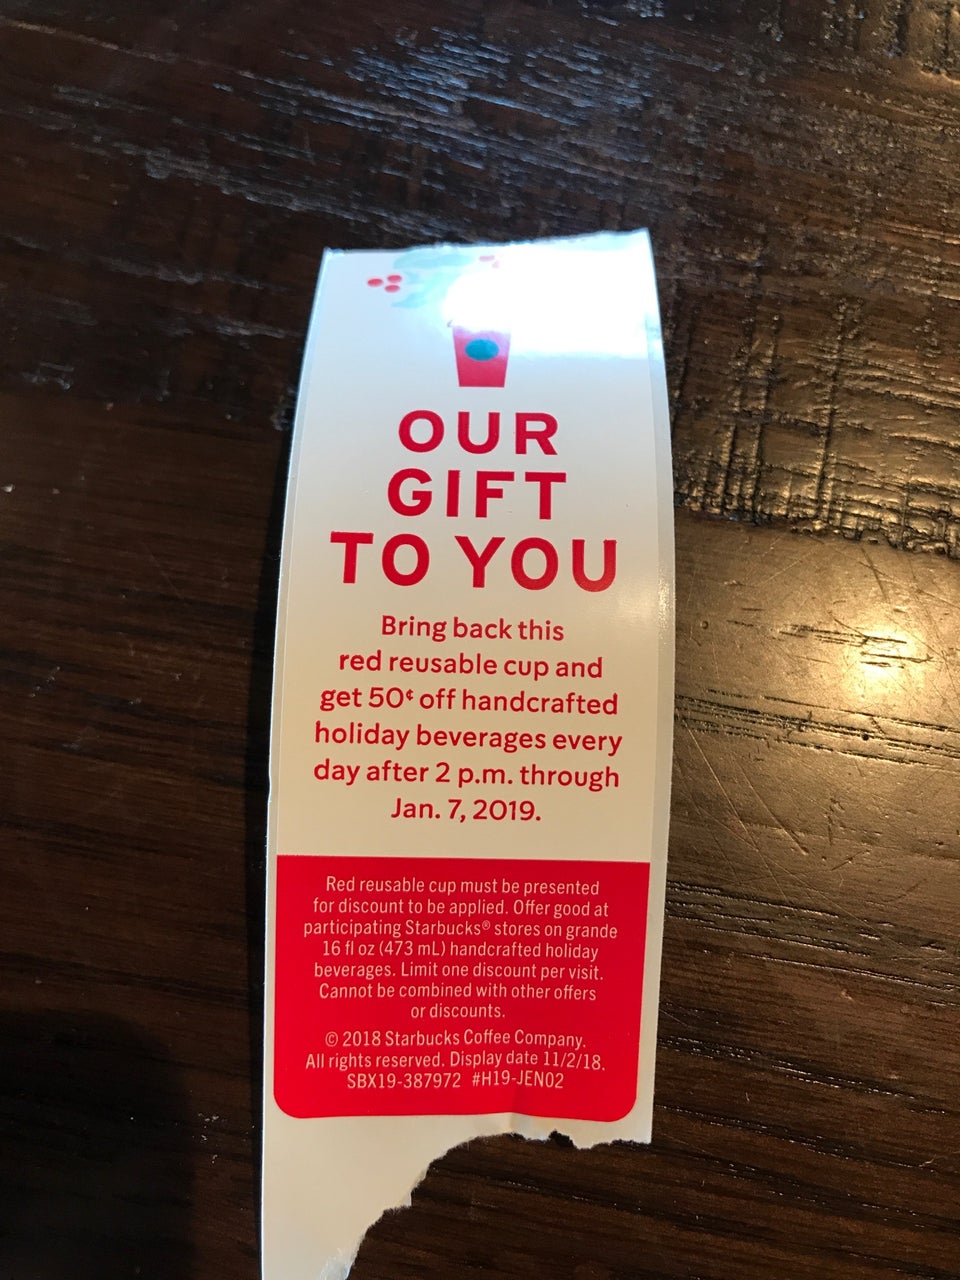 OUR
GIFT
TO YOU
Bring back this
red reusable cup and
get 50¢ off handcrafted
holiday beverages every
day after 2 p.m. through
Jan. 7, 2019.
Red reusable cup must be presented
for discount to be applied. Offer good at
participating Starbucks® stores on grande
16 fl oz (473 mL) handcrafted holiday
beverages. Limit one discount per visit.
Cannot be combined with other offers
or discounts.
© 2018 Starbucks Coffee Company.
All rights reserved. Display date 11/2/18.
SBX19-387972 #H19-JEN02